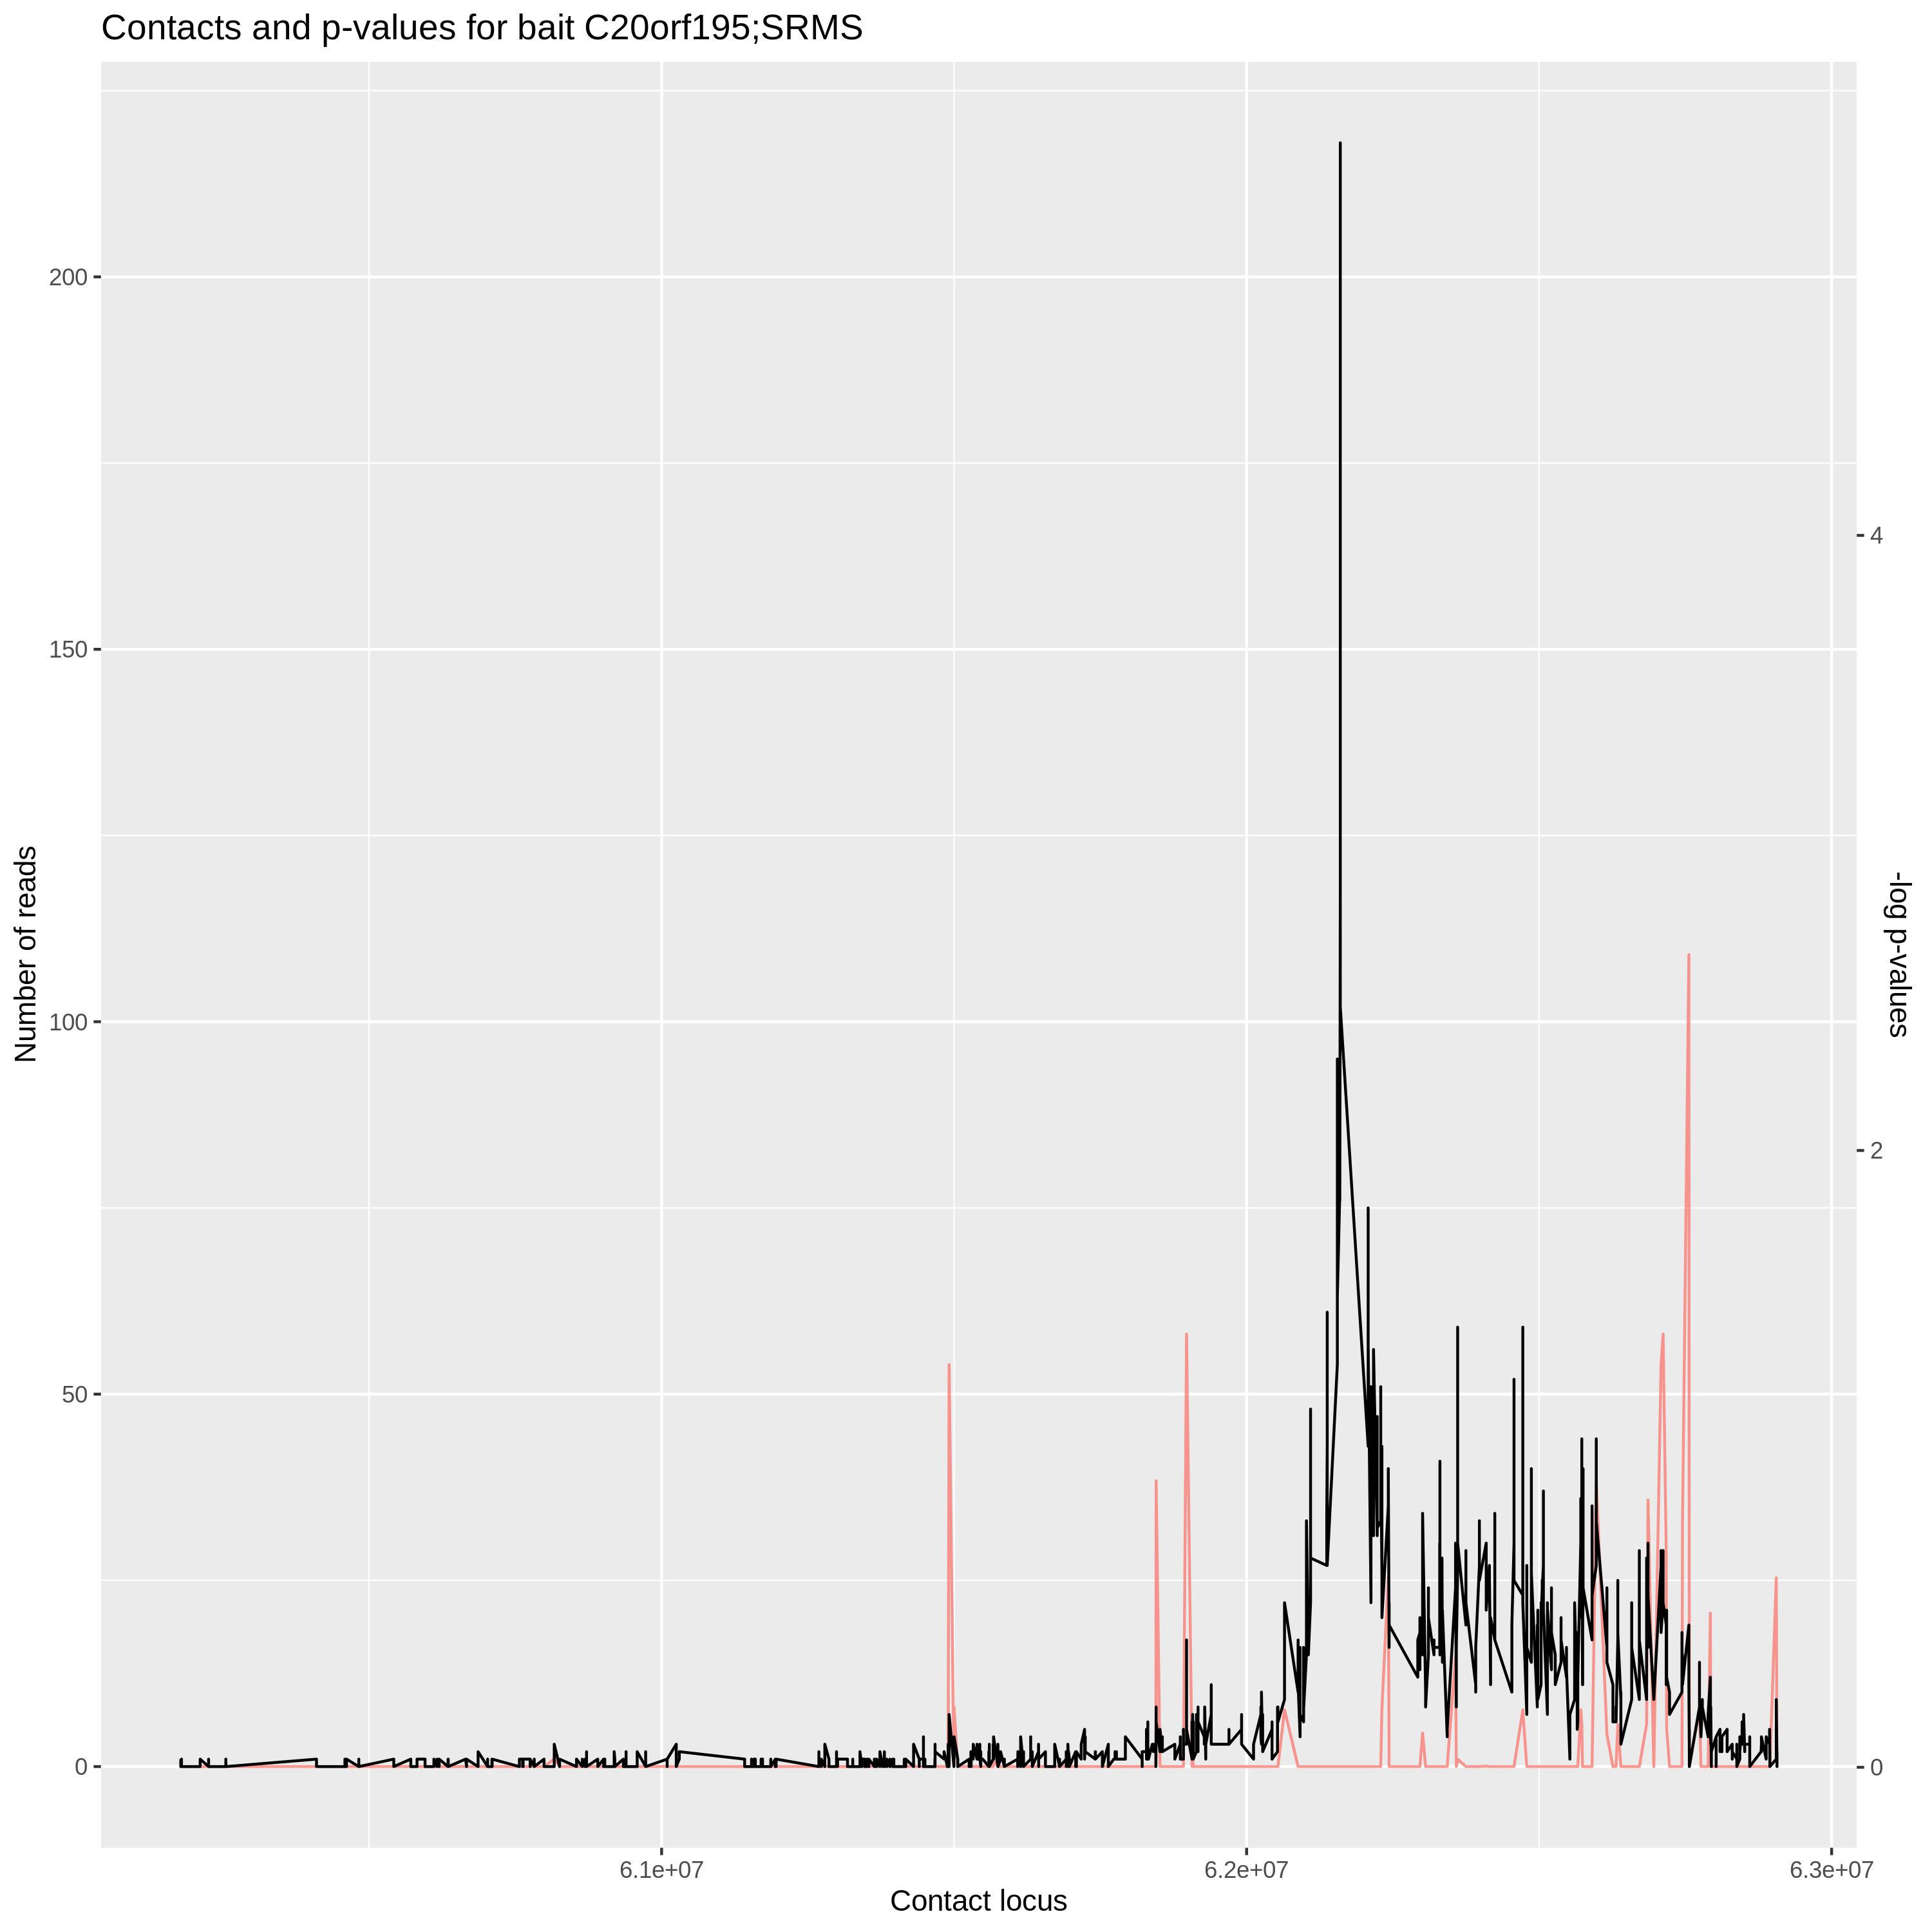 Contacts and p-values for bait C20orf195;SRMS
200
150
100
50
0
Number of reads
4
2
0
-log p-values
6.1e+07
6.2e+07
6.3e+07
Contact locus